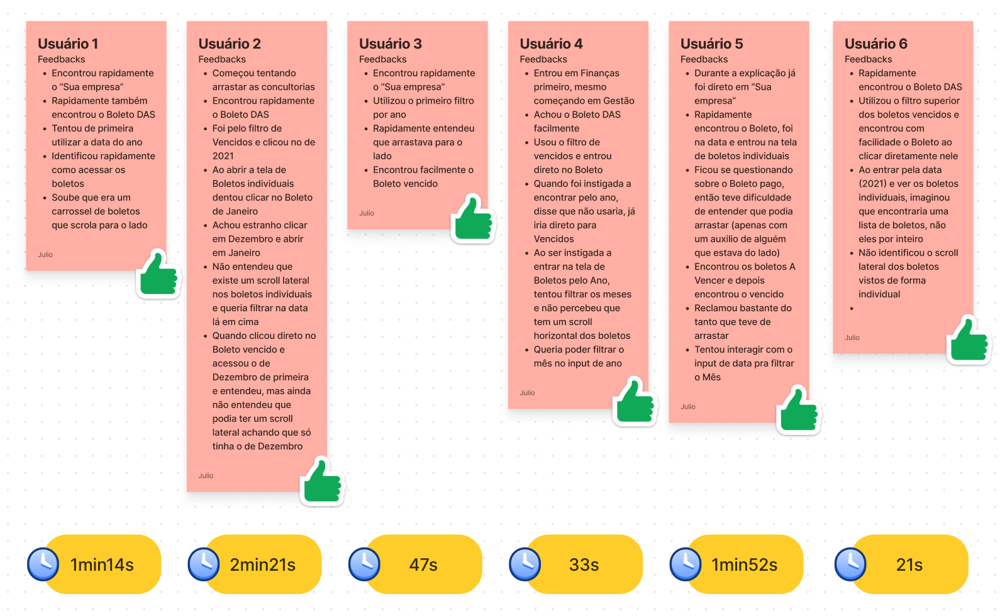 Usuário 1
Feedbacks
• Encontrou rapidamente
o “Sua empresa”
• Rapidamente também
encontrou o Boleto DAS
• Tentou de primeira
utilizar a data do ano
• Identificou rapidamente
como acessar os
boletos
• Soube que era um
carrossel de boletos
que scrola para o lado
Julio
Usuário 2
Feedbacks
• Começou tentando
arrastar as concultorias
• Encontrou rapidamente
o Boleto DAS
• Foi pelo filtro de
Vencidos e clicou no de
2021
• Ao abrir a tela de
Boletos individuais
dentou clicar no Boleto
de Janeiro
• Achou estranho clicar
em Dezembro e abrir
em Janeiro
• Não entendeu que
existe um scroll lateral
nos boletos individuais
e queria filtrar na data
lá em cima
• Quando clicou direto no
Boleto vencido e
acessou o de
Dezembro de primeira
e entendeu, mas ainda
não entendeu que
podia ter um scroll
lateral achando que só
tinha o de Dezembro
Julio
Usuário 3
Feedbacks
• Encontrou rapidamente
o “Sua empresa”
• Utilizou o primeiro filtro
por ano
• Rapidamente entendeu
que arrastava para o
lado
• Encontrou facilmente o
Boleto vencido
Julio
Usuário 4
Feedbacks
• Entrou em Finanças
primeiro, mesmo
começando em Gestão
• Achou o Boleto DAS
facilmente
• Usou o filtro de
vencidos e entrou
direto no Boleto
• Quando foi instigada a
encontrar pelo ano,
disse que não usaria, já
iria direto para
Vencidos
• Ao ser instigada a
entrar na tela de
Boletos pelo Ano,
tentou filtrar os meses
e não percebeu que
tem um scroll
horizontal dos boletos
• Queria poder filtrar o
mês no input de ano
Julio
Usuário 5
Feedbacks
• Durante a explicação já
foi direto em “Sua
empresa”
• Rapidamente
encontrou o Boleto, foi
na data e entrou na tela
de boletos individuais
• Ficou se questionando
sobre o Boleto pago,
então teve dificuldade
de entender que podia
arrastar (apenas com
um auxilio de alguém
que estava do lado)
• Encontrou os boletos A
Vencer e depois
encontrou o vencido
• Reclamou bastante do
tanto que teve de
arrastar
• Tentou interagir com o
input de data pra filtrar
o Mês
Julio
Usuário 6
Feedbacks
• Rapidamente
encontrou o Boleto DAS
• Utilizou o filtro superior
dos boletos vencidos e
encontrou com
facilidade o Boleto ao
clicar diretamente nele
• Ao entrar pela data
(2021) e ver os boletos
individuais, imaginou
que encontraria uma
lista de boletos, não
eles por inteiro
• Não identificou o scroll
lateral dos boletos
vistos de forma
individual
•
Julio
1min14s
2min21s
47s
33s
1min52s
21s